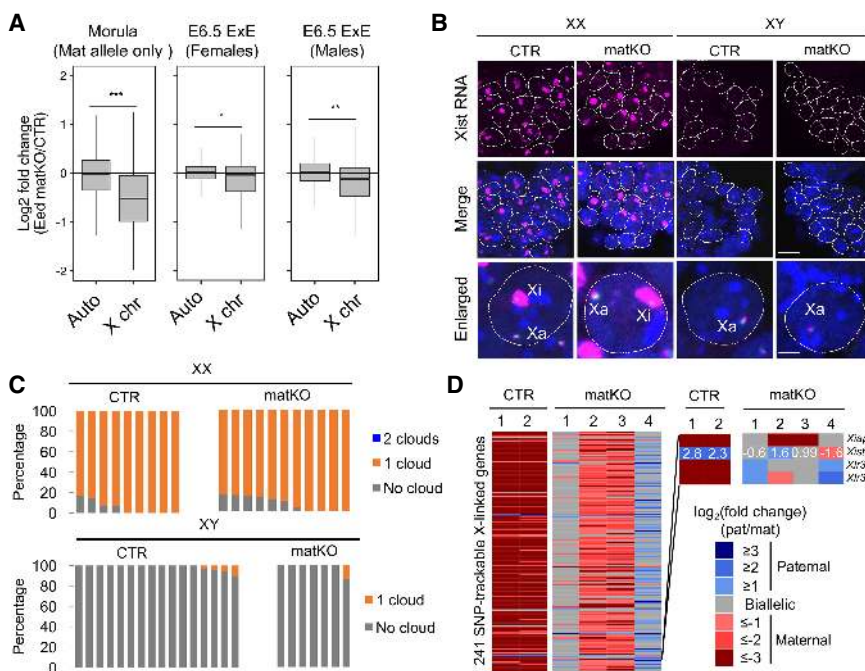 A
Morula
(Mat allele only )
E6.5 ExE
(Females)
E6.5 ExE
(Males)
Log2 fold change
(Eed matKO/CTR)
2
1
0
-1
-2
***
*
**
Auto
X chr
Auto
X chr
Auto
X chr
B
XX
XY
CTR
matKO
CTR
matKO
Xist RNA
Merge
Enlarged
Xi
Xa
Xa
Xi
Xa
Xa
C
XX
CTR
matKO
Percentage
100
80
60
40
20
0
2 clouds
1 cloud
No cloud
XY
CTR
matKO
Percentage
100
80
60
40
20
0
1 cloud
No cloud
D
CTR
matKO
1 2
1 2 3 4
241 SNP-trackable X-linked genes
CTR
matKO
1 2
1 2 3 4
Xist
2.8 2.3 -0.6 1.6 0.99 -1.6
log2(fold change)
(pat/mat)
≥3
≥2
≥1
Paternal
Biallelic
≤-1
≤-2
≤-3
Maternal